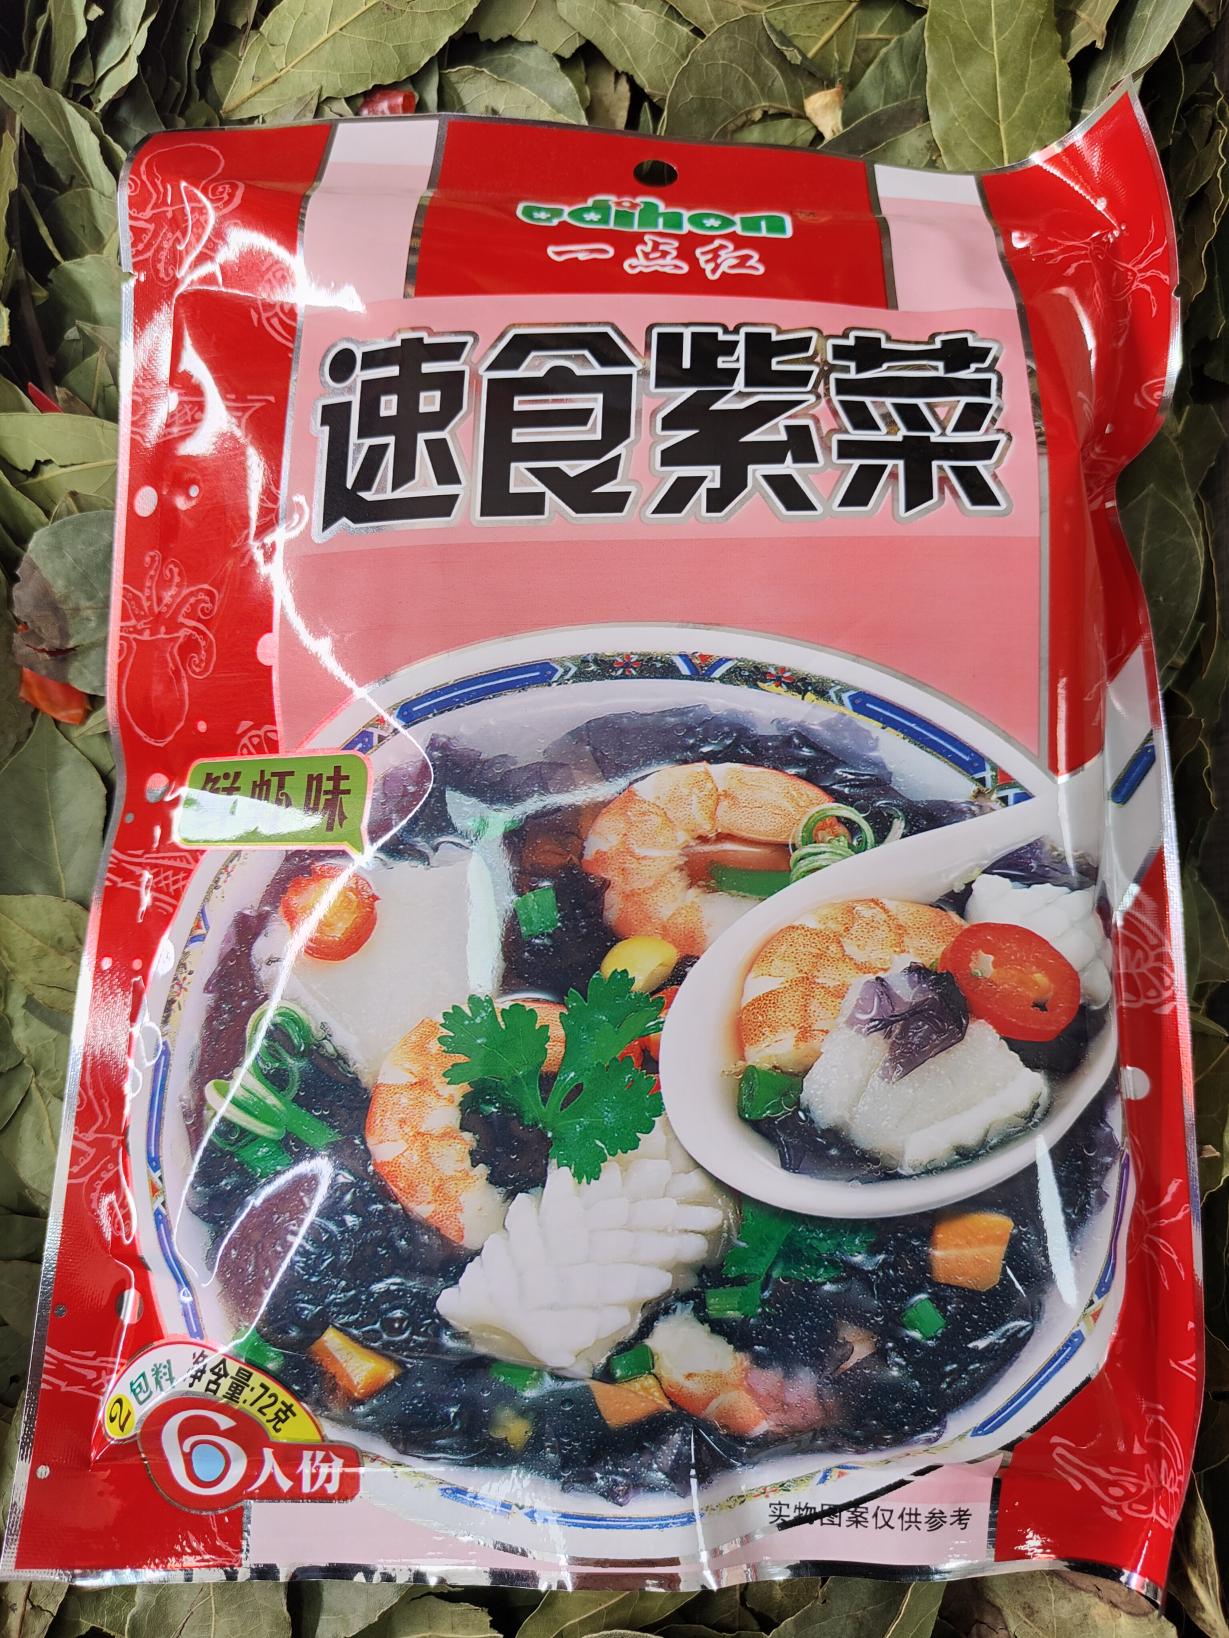 edihon
一点红
速食紫菜
鲜虾味
2包料 净含量:72克
6人份
实物图案仅供参考